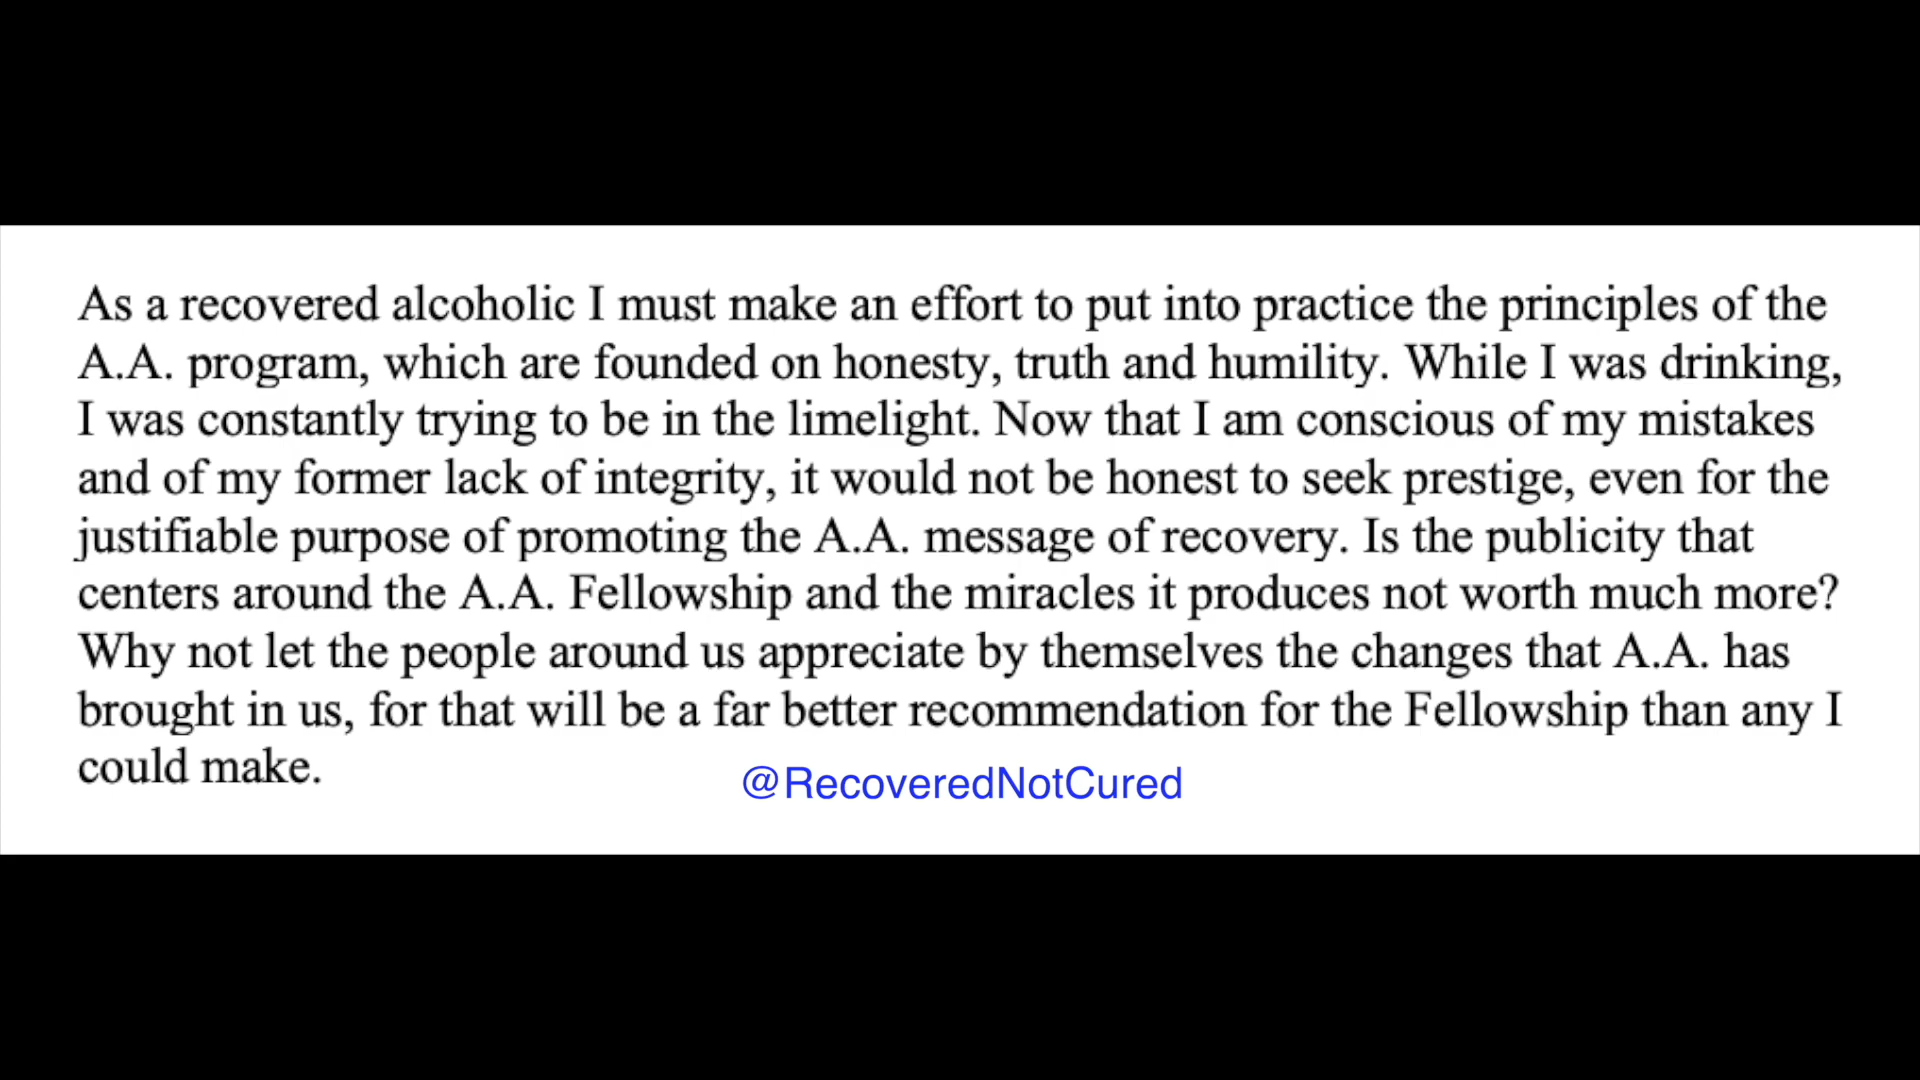 As a recovered alcoholic I must make an effort to put into practice the principles of the
A.A. program, which are founded on honesty, truth and humility. While I was drinking,
I was constantly trying to be in the limelight. Now that I am conscious of my mistakes
and of my former lack of integrity, it would not be honest to seek prestige, even for the
justifiable purpose of promoting the A.A. message of recovery. Is the publicity that
centers around the A.A. Fellowship and the miracles it produces not worth much more?
Why not let the people around us appreciate by themselves the changes that A.A. has
brought in us, for that will be a far better recommendation for the Fellowship than any I
could make.
@RecoveredNotCured